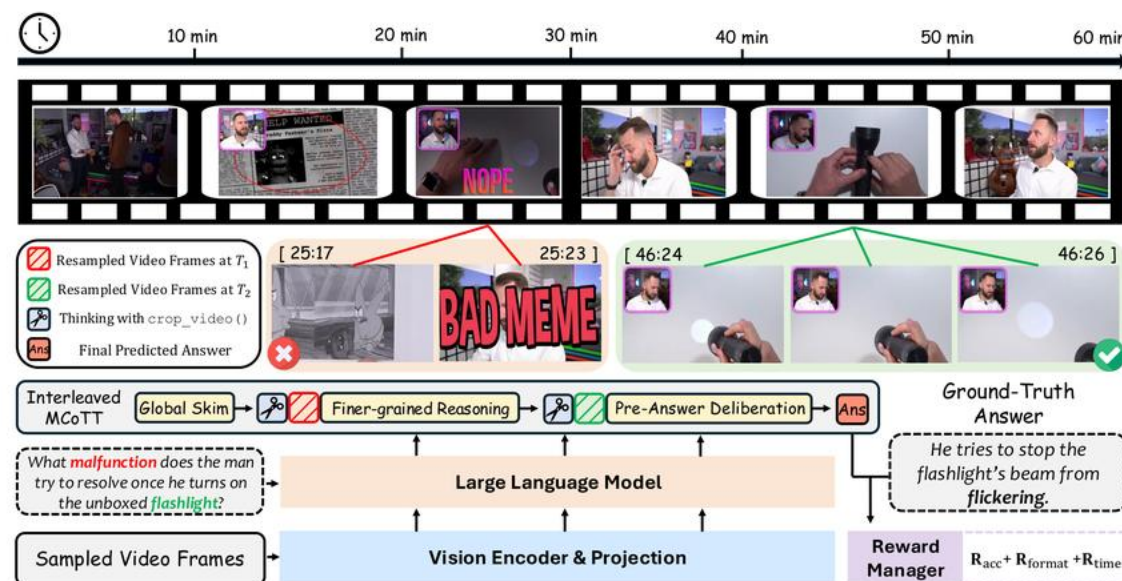 10 min
20 min
30 min
40 min
50 min
60 min
HELP WANTED
NOPE
[ 25:17
25:23 ]
[ 46:24
46:26 ]
BAD MEME
Resampled Video Frames at T1
Resampled Video Frames at T2
Thinking with crop_video()
Ans
Final Predicted Answer
Interleaved
MCoTT
Global Skim
Finer-grained Reasoning
Pre-Answer Deliberation
Ans
Ground-Truth
Answer
What malfunction does the man
try to resolve once he turns on
the unboxed flashlight?
Large Language Model
He tries to stop the
flashlight's beam from
flickering.
Sampled Video Frames
Vision Encoder & Projection
Reward
Manager
Racc+ Rformat +Rtime